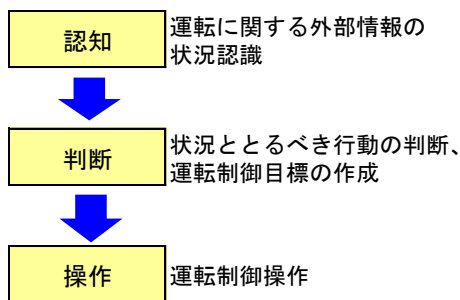 認知
運転に関する外部情報の
状況認識
判断
状況ととるべき行動の判断、
運転制御目標の作成
操作
運転制御操作